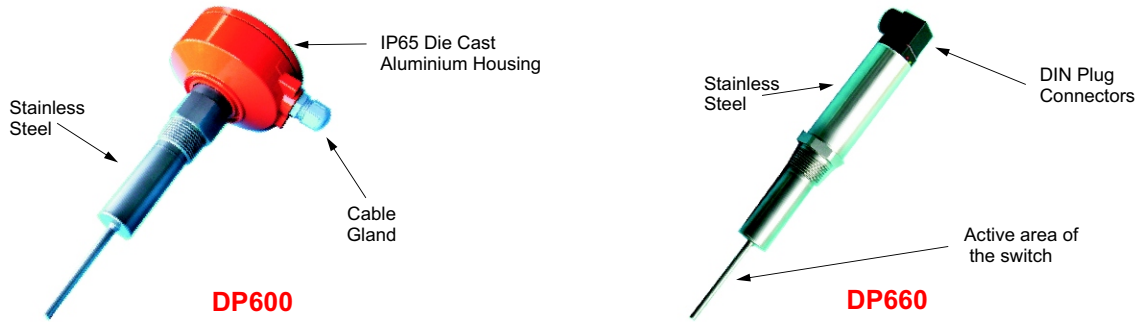 IP65 Die Cast
Aluminium Housing
Stainless
Steel
Cable
Gland
DP600
Stainless
Steel
DIN Plug
Connectors
Active area of
the switch
DP660